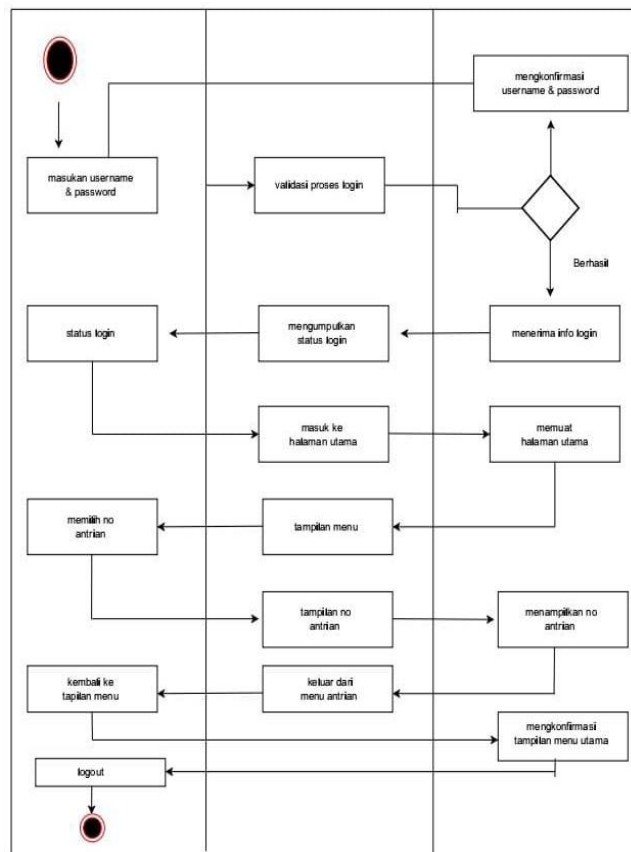 mengkonfirmasi
username & password
masukan username
& password
validasi proses login
Berhasil
status login
mengumpulkan
status login
menerima info login
masuk ke
halaman utama
memuat
halaman utama
memilih no
antrian
tampilan menu
tampilan no
antrian
menampilkan no
antrian
kembali ke
tapilan menu
keluar dari
menu antrian
mengkonfirmasi
tampilan menu utama
logout